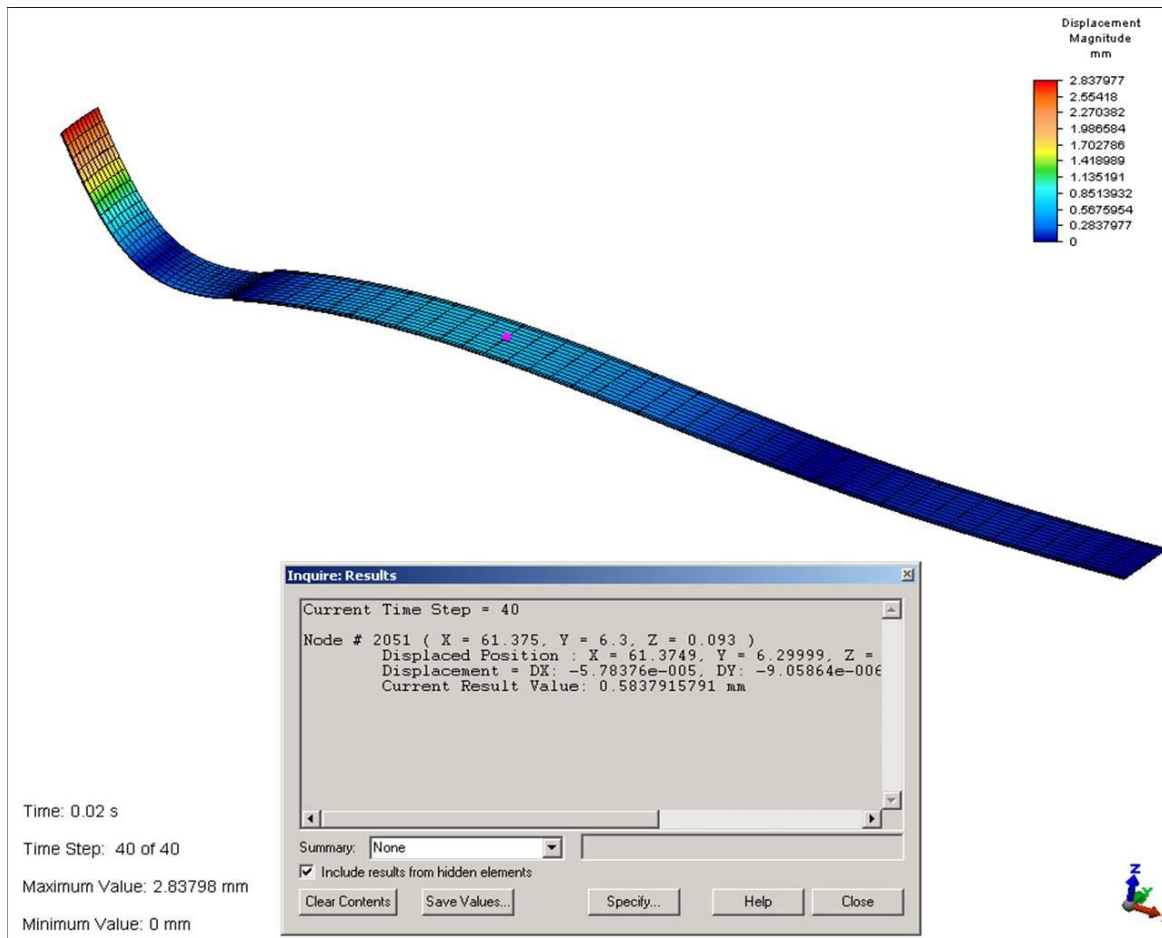 Displacement
Magnitude
mm
2.837977
2.55418
2.270382
1.986584
1.702786
1.418989
1.135191
0.8513932
0.5675954
0.2837977
0
Inquire: Results
Current Time Step = 40
Node # 2051 ( X = 61.375, Y = 6.3, Z = 0.093 )
Displaced Position : X = 61.3749, Y = 6.29999, Z =
Displacement = DX: -5.78376e-005, DY: -9.05864e-006
Current Result Value: 0.5837915791 mm
Summary: None
Include results from hidden elements
Clear Contents Save Values... Specify... Help Close
Time: 0.02 s
Time Step: 40 of 40
Maximum Value: 2.83798 mm
Minimum Value: 0 mm
Z
Y